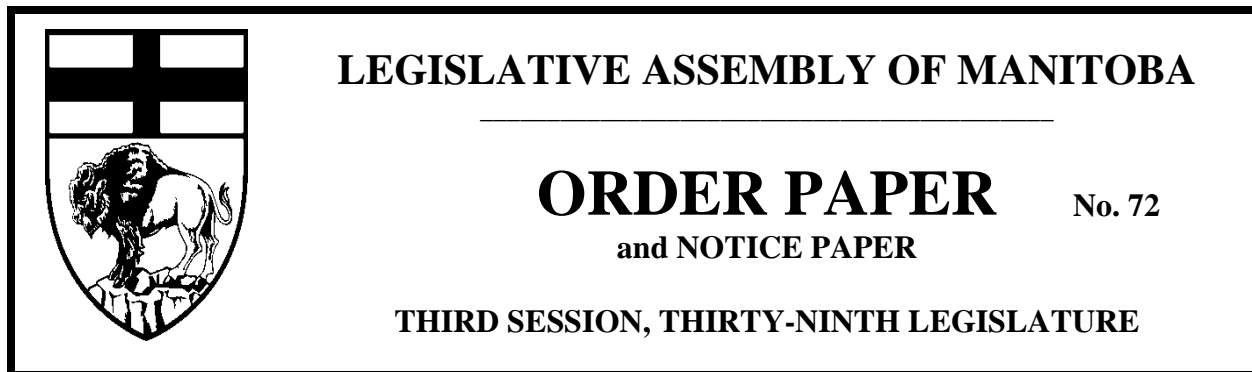 LEGISLATIVE ASSEMBLY OF MANITOBA
ORDER PAPER No. 72
and NOTICE PAPER
THIRD SESSION, THIRTY-NINTH LEGISLATURE